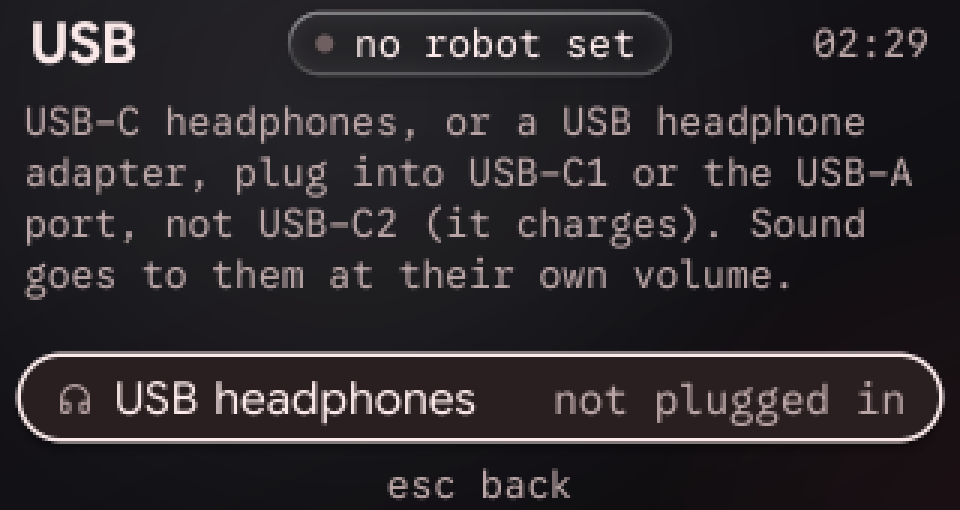 USB
no robot set
02:29
USB-C headphones, or a USB headphone
adapter, plug into USB-C1 or the USB-A
port, not USB-C2 (it charges). Sound
goes to them at their own volume.
USB headphones not plugged in
esc back